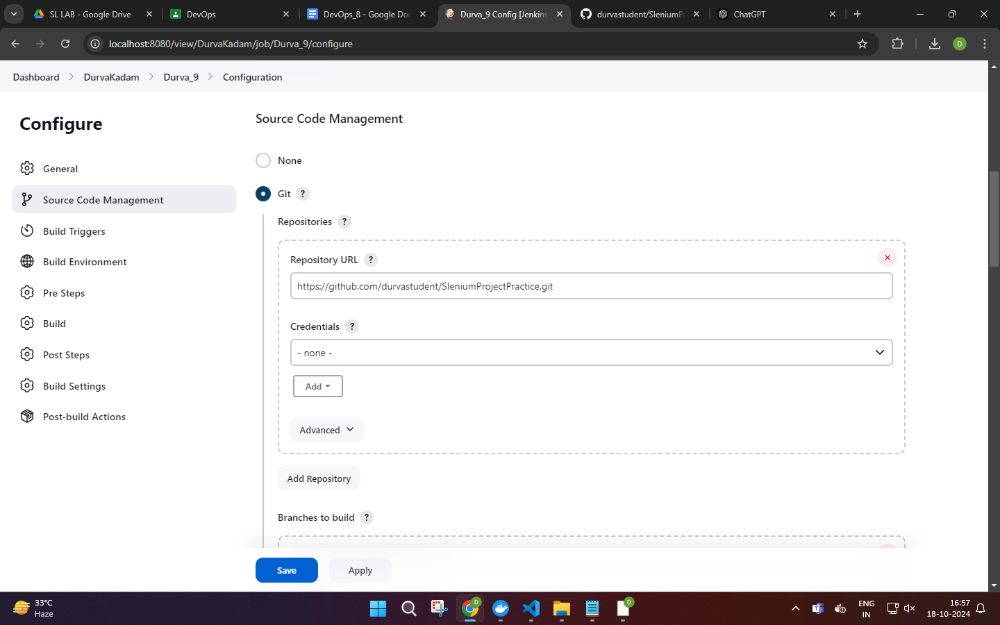 SL LAB - Google Drive
DevOps
DevOps_8 - Google Doc
Durva_9 Config [Jenkins
durvastudent/SleniumP
ChatGPT
localhost:8080/view/DurvaKadam/job/Durva_9/configure
D
Dashboard
DurvaKadam
Durva_9
Configuration
Configure
General
Source Code Management
Build Triggers
Build Environment
Pre Steps
Build
Post Steps
Build Settings
Post-build Actions
Source Code Management
None
Git ?
Repositories ?
Repository URL ?
https://github.com/durvastudent/SleniumProjectPractice.git
Credentials ?
- none -
Add
Advanced
Add Repository
Branches to build ?
Save
Apply
33°C
Haze
D
D
ENG
IN
16:57
18-10-2024